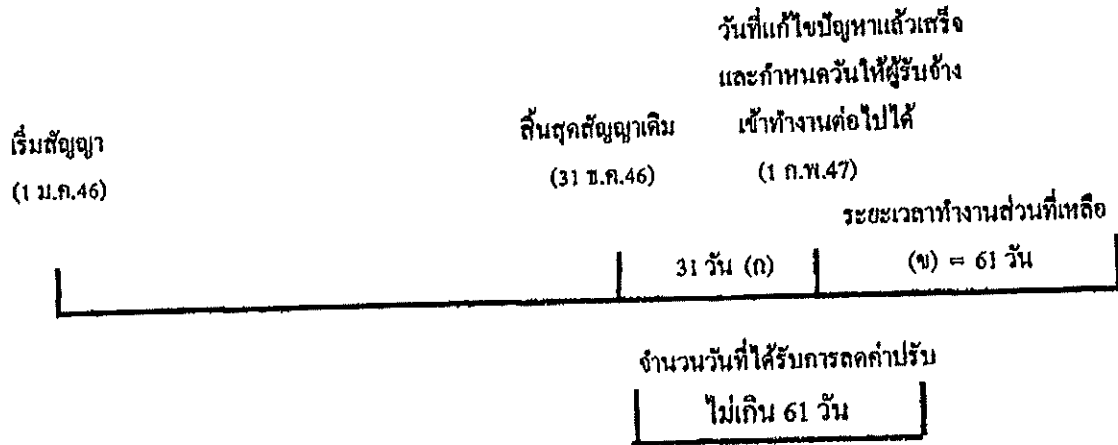 วันที่แก้ไขปัญหาแล้วเสร็จ
และกำหนดวันให้ผู้รับจ้าง
เริ่มสัญญา
สิ้นสุดสัญญาเดิม
เข้าทำงานต่อไปได้
(1 ม.ค.46)
(31 ธ.ค.46)
(1 ก.พ.47)
ระยะเวลาทำงานส่วนที่เหลือ
31 วัน (ก)
(ข) = 61 วัน
จำนวนวันที่ได้รับการลดค่าปรับ
ไม่เกิน 61 วัน